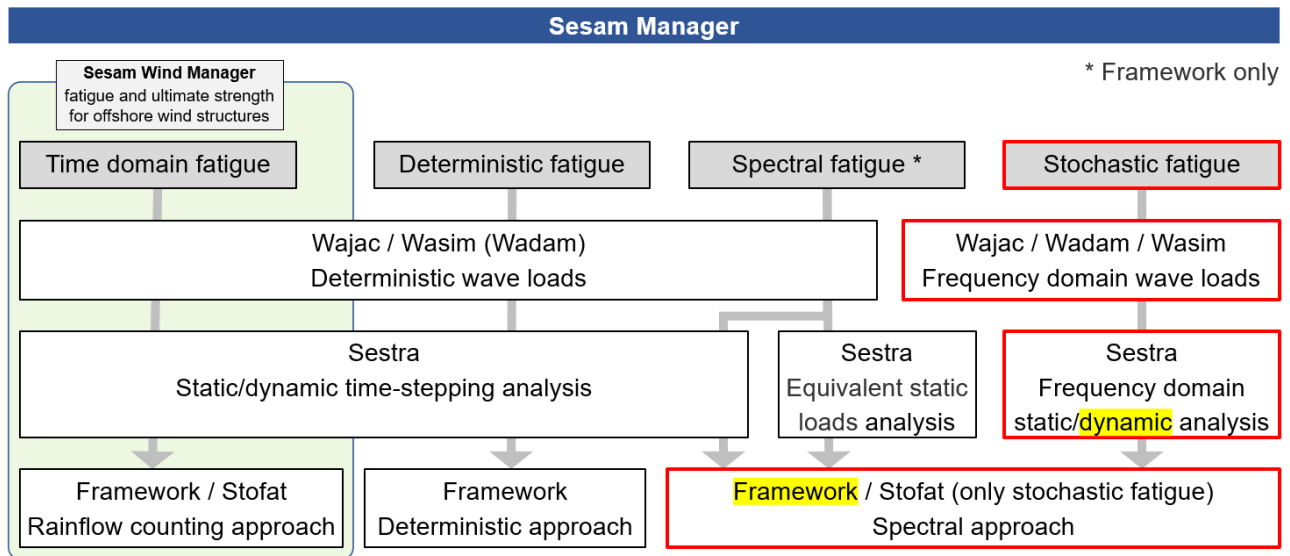 Sesam Manager
Sesam Wind Manager
fatigue and ultimate strength
for offshore wind structures
* Framework only
Time domain fatigue
Deterministic fatigue
Spectral fatigue *
Stochastic fatigue
Wajac / Wasim (Wadam)
Deterministic wave loads
Wajac / Wadam / Wasim
Frequency domain wave loads
Sestra
Static/dynamic time-stepping analysis
Sestra
Equivalent static
loads analysis
Sestra
Frequency domain
static/dynamic analysis
Framework / Stofat
Rainflow counting approach
Framework
Deterministic approach
Framework / Stofat (only stochastic fatigue)
Spectral approach